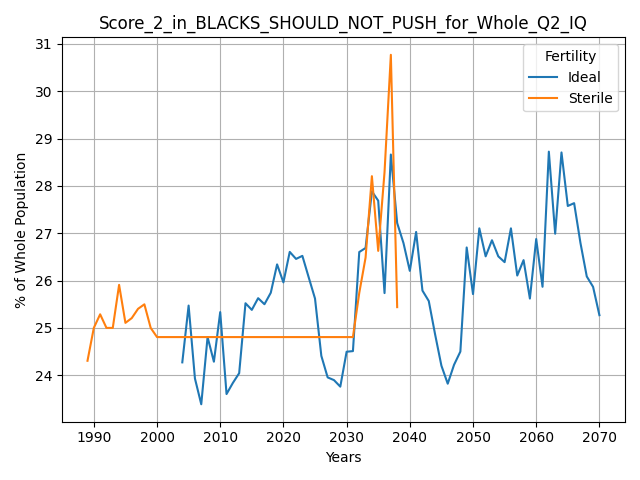 Score_2_in_BLACKS_SHOULD_NOT_PUSH_for_Whole_Q2_IQ
Fertility
Ideal
Sterile
% of Whole Population
31
30
29
28
27
26
25
24
1990 2000 2010 2020 2030 2040 2050 2060 2070
Years